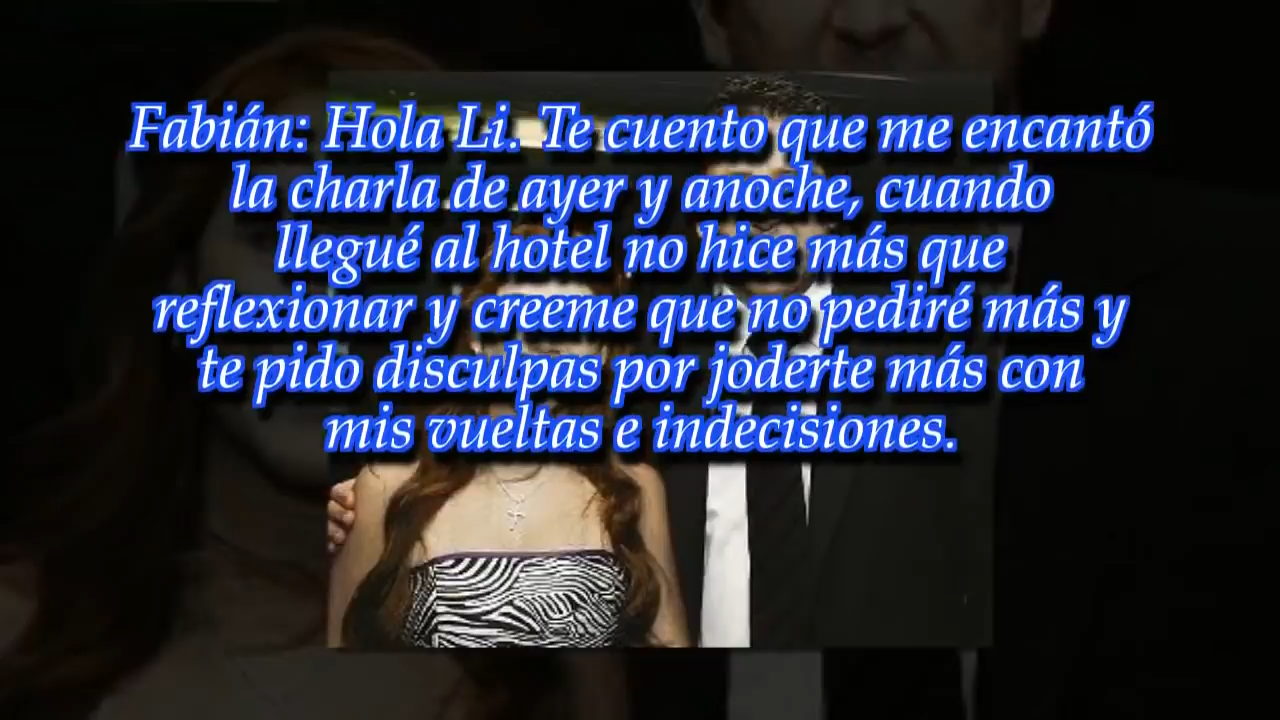 Fabián: Hola Li. Te cuento que me encantó
la charla de ayer y anoche, cuando
llegué al hotel no hice más que
reflexionar y creeme que no pediré más y
te pido disculpas por joderte más con
mis vueltas e indecisiones.